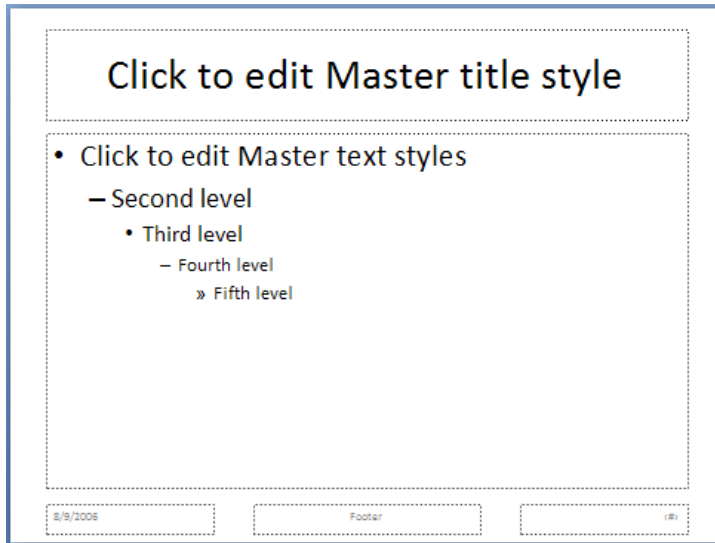 Click to edit Master title style
• Click to edit Master text styles
– Second level
• Third level
– Fourth level
» Fifth level
8/9/2006
Footer
‹#›